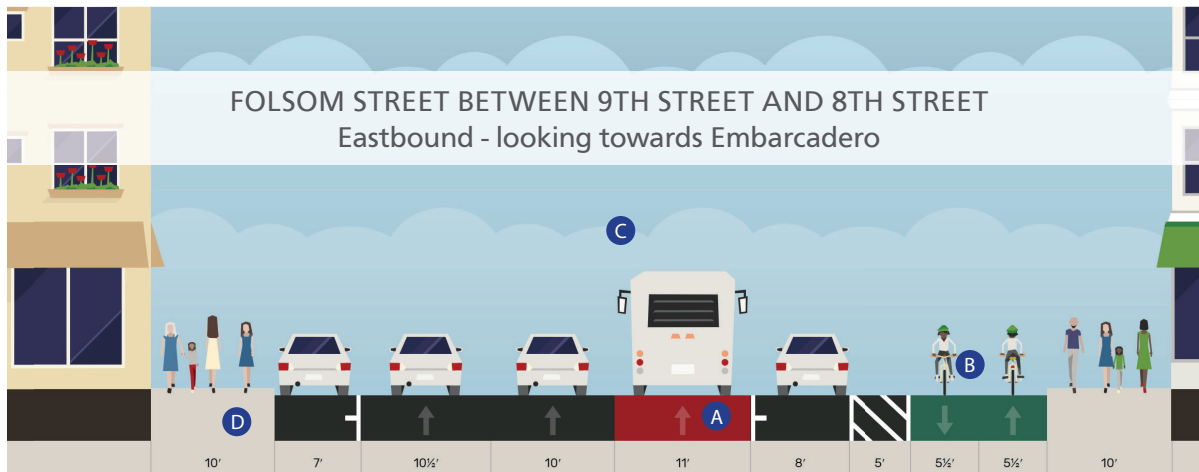 FOLSOM STREET BETWEEN 9TH STREET AND 8TH STREET
Eastbound - looking towards Embarcadero
C
B
A
D
10' 7' 10½' 10' 11' 8' 5' 5½' 5½' 10'